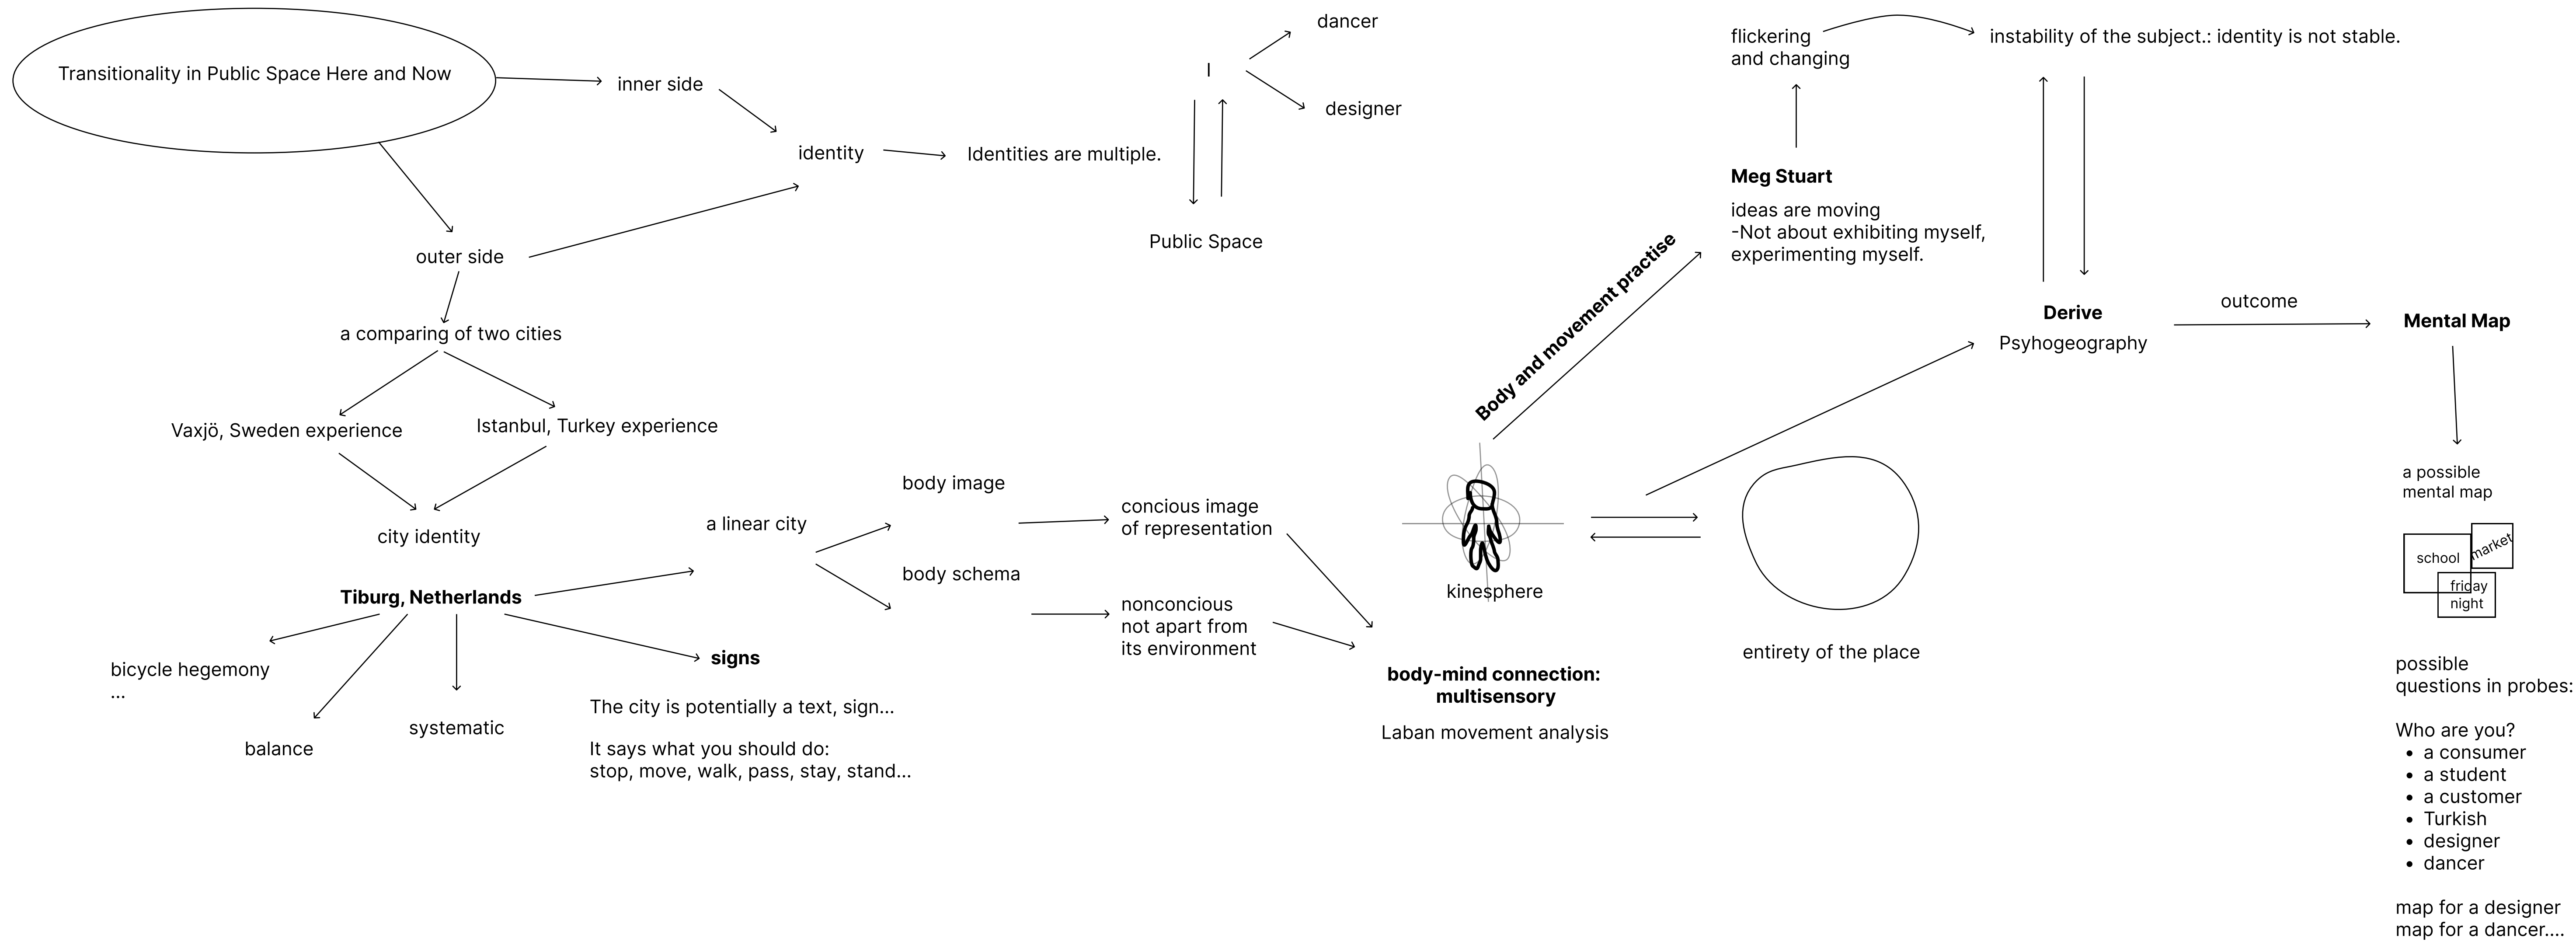 Transitionality in Public Space Here and Now
inner side
outer side
identity
Identities are multiple.
I
dancer
designer
Public Space
a comparing of two cities
Vaxjö, Sweden experience
Istanbul, Turkey experience
city identity
Tiburg, Netherlands
bicycle hegemony
...
balance
systematic
signs
The city is potentially a text, sign...
It says what you should do:
stop, move, walk, pass, stay, stand...
a linear city
body image
body schema
concious image
of representation
nonconcious
not apart from
its environment
body-mind connection:
multisensory
Laban movement analysis
kinesphere
entirety of the place
Body and movement practise
Meg Stuart
ideas are moving
-Not about exhibiting myself,
experimenting myself.
flickering
and changing
instability of the subject.: identity is not stable.
Derive
Psyhogeography
outcome
Mental Map
a possible
mental map
school
market
friday
night
possible
questions in probes:
Who are you?
• a consumer
• a student
• a customer
• Turkish
• designer
• dancer
map for a designer
map for a dancer....